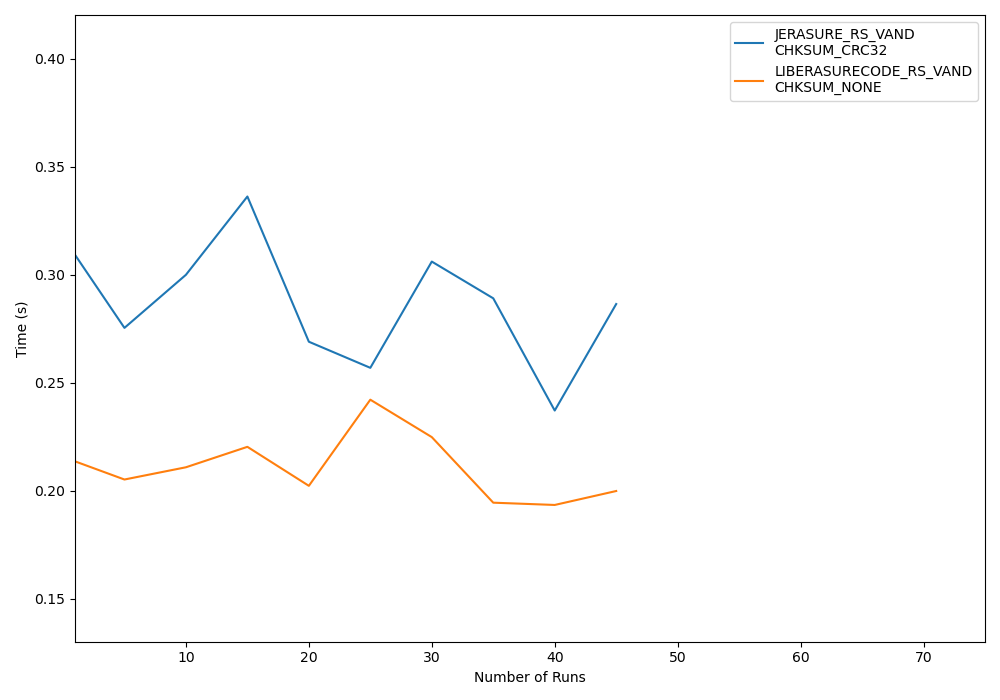 JERASURE_RS_VAND
CHKSUM_CRC32
LIBERASURECODE_RS_VAND
CHKSUM_NONE
0.40
0.35
0.30
0.25
0.20
0.15
Time (s)
10 20 30 40 50 60 70
Number of Runs